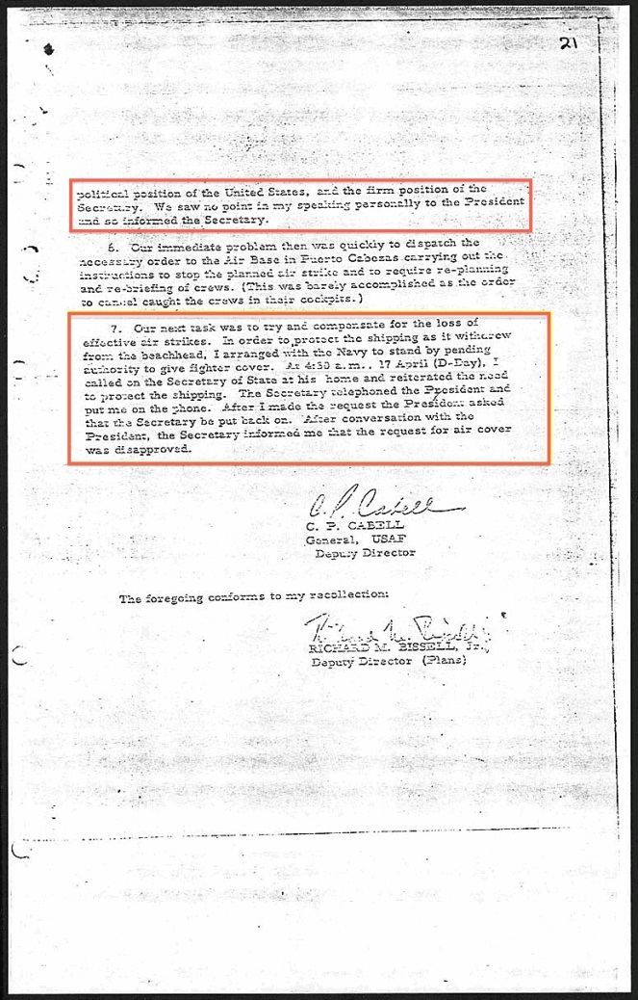 21
political position of the United States, and the firm position of the
Secretary. We saw no point in my speaking personally to the President
and so informed the Secretary.
6. Our immediate problem then was quickly to dispatch the
necessary order to the Air Base in Puerto Cabezas carrying out the
instructions to stop the planned air strike and to require re-planning
and re-briefing of crews. (This was barely accomplished as the order
to cancel caught the crews in their cockpits.)
7. Our next task was to try and compensate for the loss of
effective air strikes. In order to protect the shipping as it withdrew
from the beachhead, I arranged with the Navy to stand by pending
authority to give fighter cover. At 4:30 a.m., 17 April (D-Day), I
called on the Secretary of State at his home and reiterated the need
to protect the shipping. The Secretary telephoned the President and
put me on the phone. After I made the request the President asked
that the Secretary be put back on. After conversation with the
President, the Secretary informed me that the request for air cover
was disapproved.
C. P. Cabell
C. P. CABELL
General, USAF
Deputy Director
The foregoing conforms to my recollection:
Richard M. Bissell, Jr.
RICHARD M. BISSELL, Jr.,
Deputy Director (Plans)